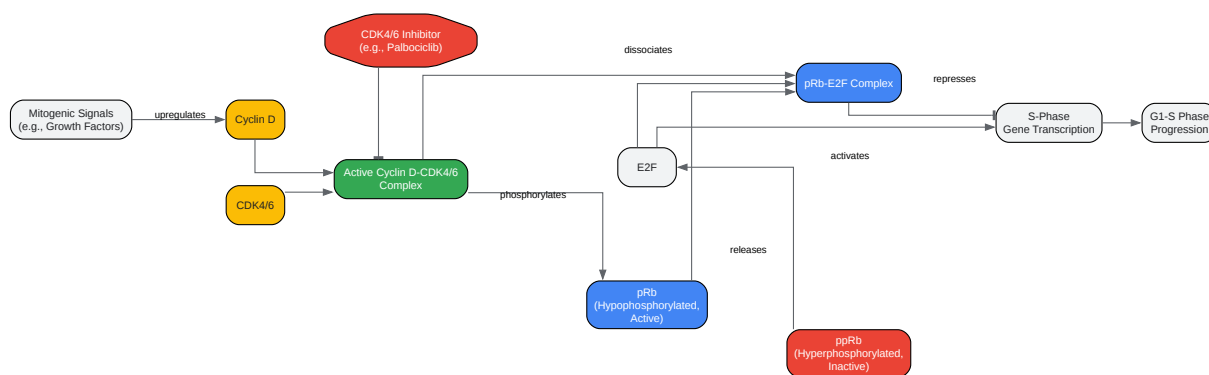 CDK4/6 Inhibitor
(e.g., Palbociclib)
dissociates
pRb-E2F Complex
represses
Mitogenic Signals
(e.g., Growth Factors)
upregulates
Cyclin D
S-Phase
Gene Transcription
G1-S Phase
Progression
activates
E2F
Active Cyclin D-CDK4/6
Complex
phosphorylates
CDK4/6
releases
pRb
(Hypophosphorylated,
Active)
ppRb
(Hyperphosphorylated,
Inactive)